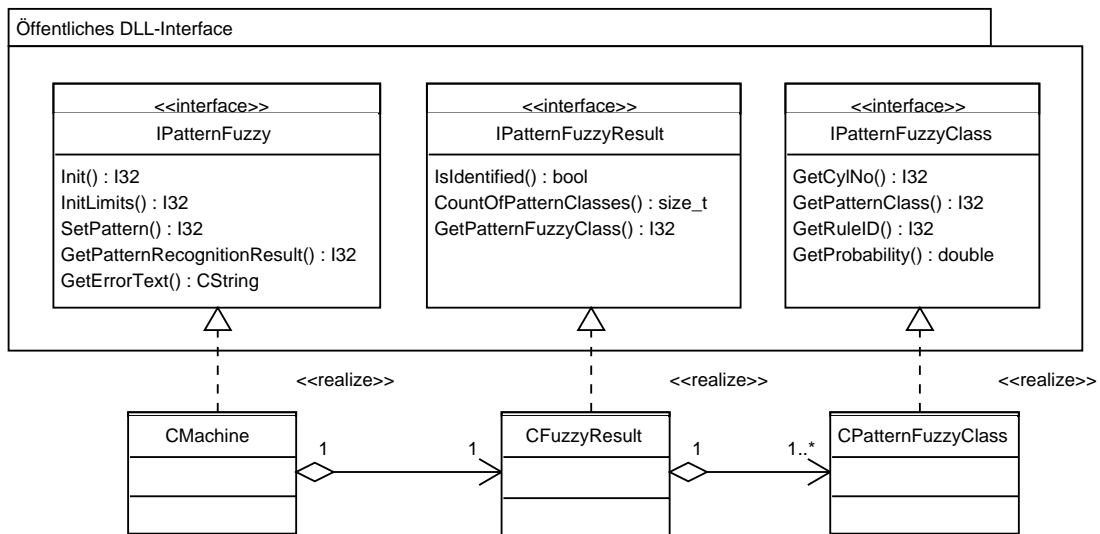 Öffentliches DLL-Interface
<<interface>>
IPatternFuzzy
Init() : I32
InitLimits() : I32
SetPattern() : I32
GetPatternRecognitionResult() : I32
GetErrorText() : CString
<<interface>>
IPatternFuzzyResult
IsIdentified() : bool
CountOfPatternClasses() : size_t
GetPatternFuzzyClass() : I32
<<interface>>
IPatternFuzzyClass
GetCylNo() : I32
GetPatternClass() : I32
GetRuleID() : I32
GetProbability() : double
<<realize>>
<<realize>>
<<realize>>
CMachine
1
1
CFuzzyResult
1
1..*
CPatternFuzzyClass